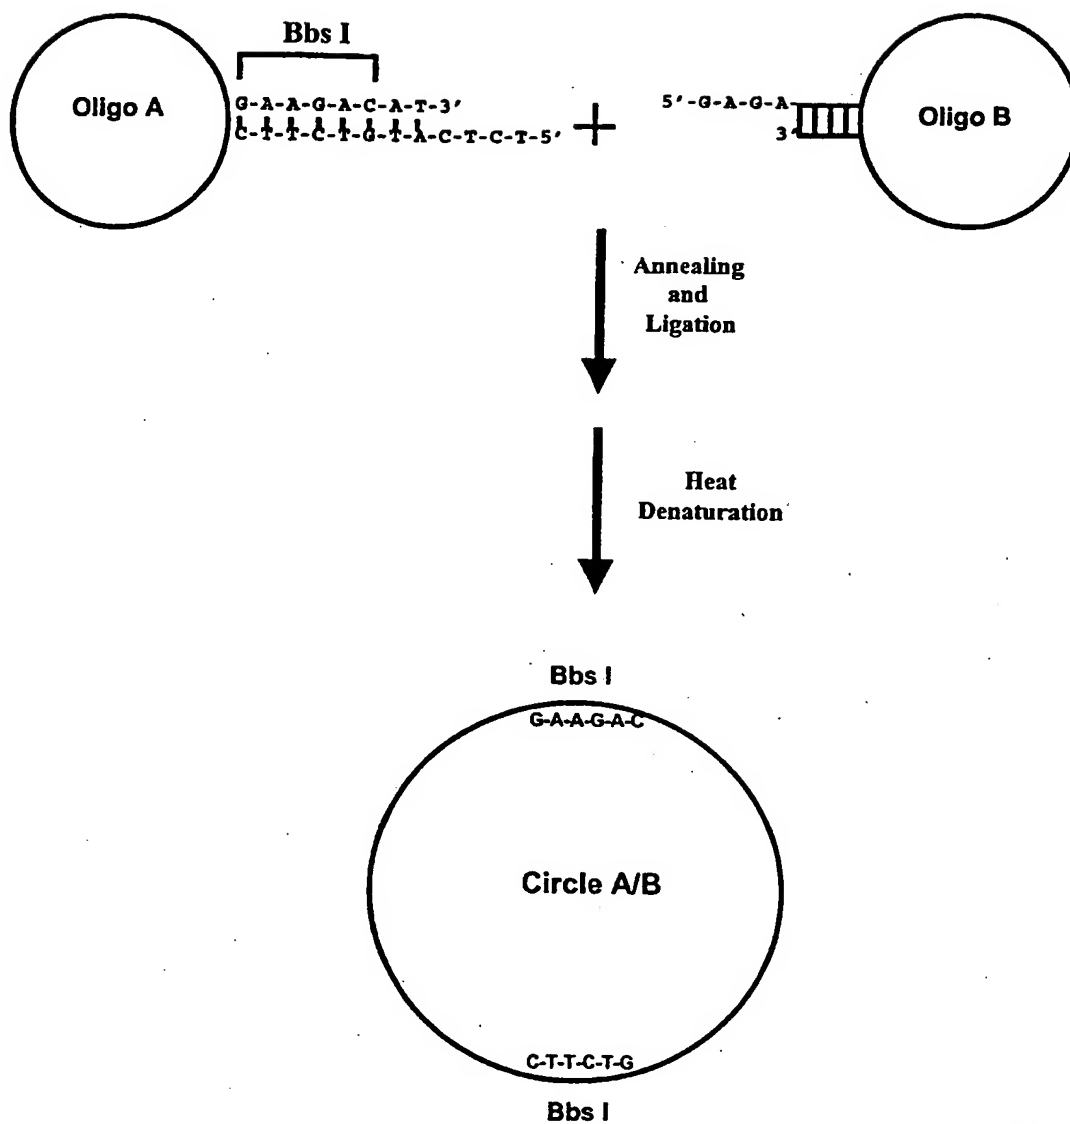 Bbs I
Oligo A
G-A-A-G-A-C-A-T-3'
C-T-T-C-T-G-T-A-C-T-C-T-5'
+
5'-G-A-G-A
3'
Oligo B
Annealing
and
Ligation
Heat
Denaturation
Bbs I
G-A-A-G-A-C
Circle A/B
C-T-T-C-T-G
Bbs I